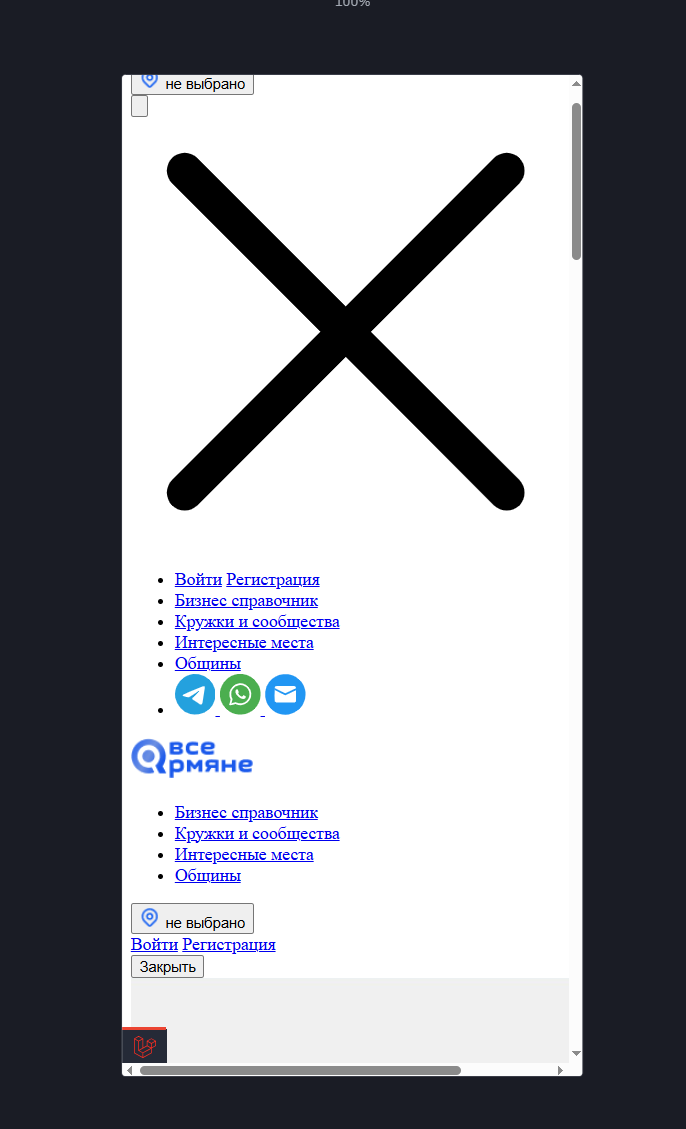 100%
не выбрано
Войти Регистрация
Бизнес справочник
Кружки и сообщества
Интересные места
Общины
все
рмяне
Бизнес справочник
Кружки и сообщества
Интересные места
Общины
не выбрано
Войти Регистрация
Закрыть